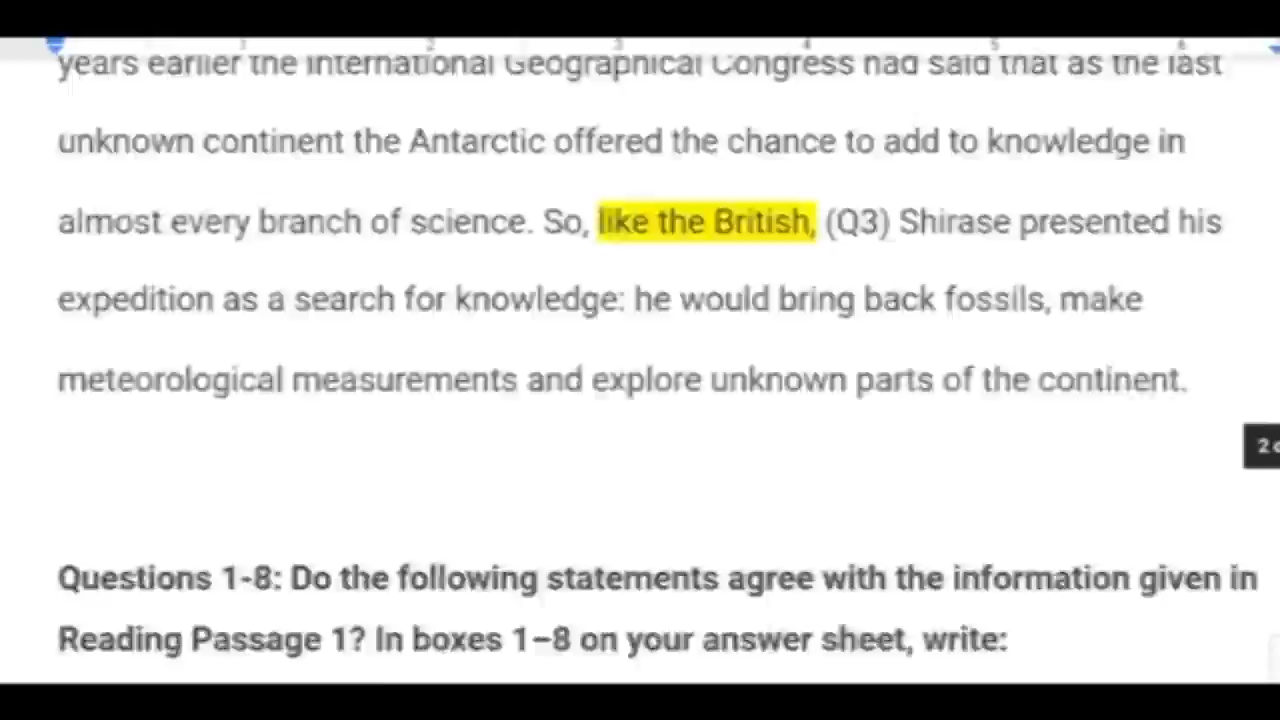 years earlier the International Geographical Congress had said that as the last
unknown continent the Antarctic offered the chance to add to knowledge in
almost every branch of science. So, like the British, (Q3) Shirase presented his
expedition as a search for knowledge: he would bring back fossils, make
meteorological measurements and explore unknown parts of the continent.
2
Questions 1-8: Do the following statements agree with the information given in
Reading Passage 1? In boxes 1–8 on your answer sheet, write: